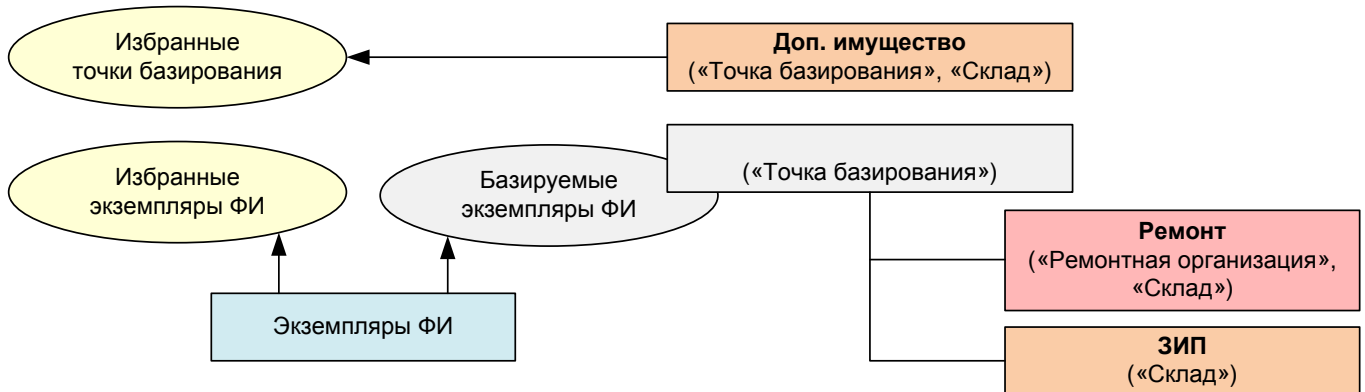 Избранные
точки базирования
Доп. имущество
(«Точка базирования», «Склад»)
Избранные
экземпляры ФИ
Базируемые
экземпляры ФИ
(«Точка базирования»)
Ремонт
(«Ремонтная организация»,
«Склад»)
Экземпляры ФИ
ЗИП
(«Склад»)